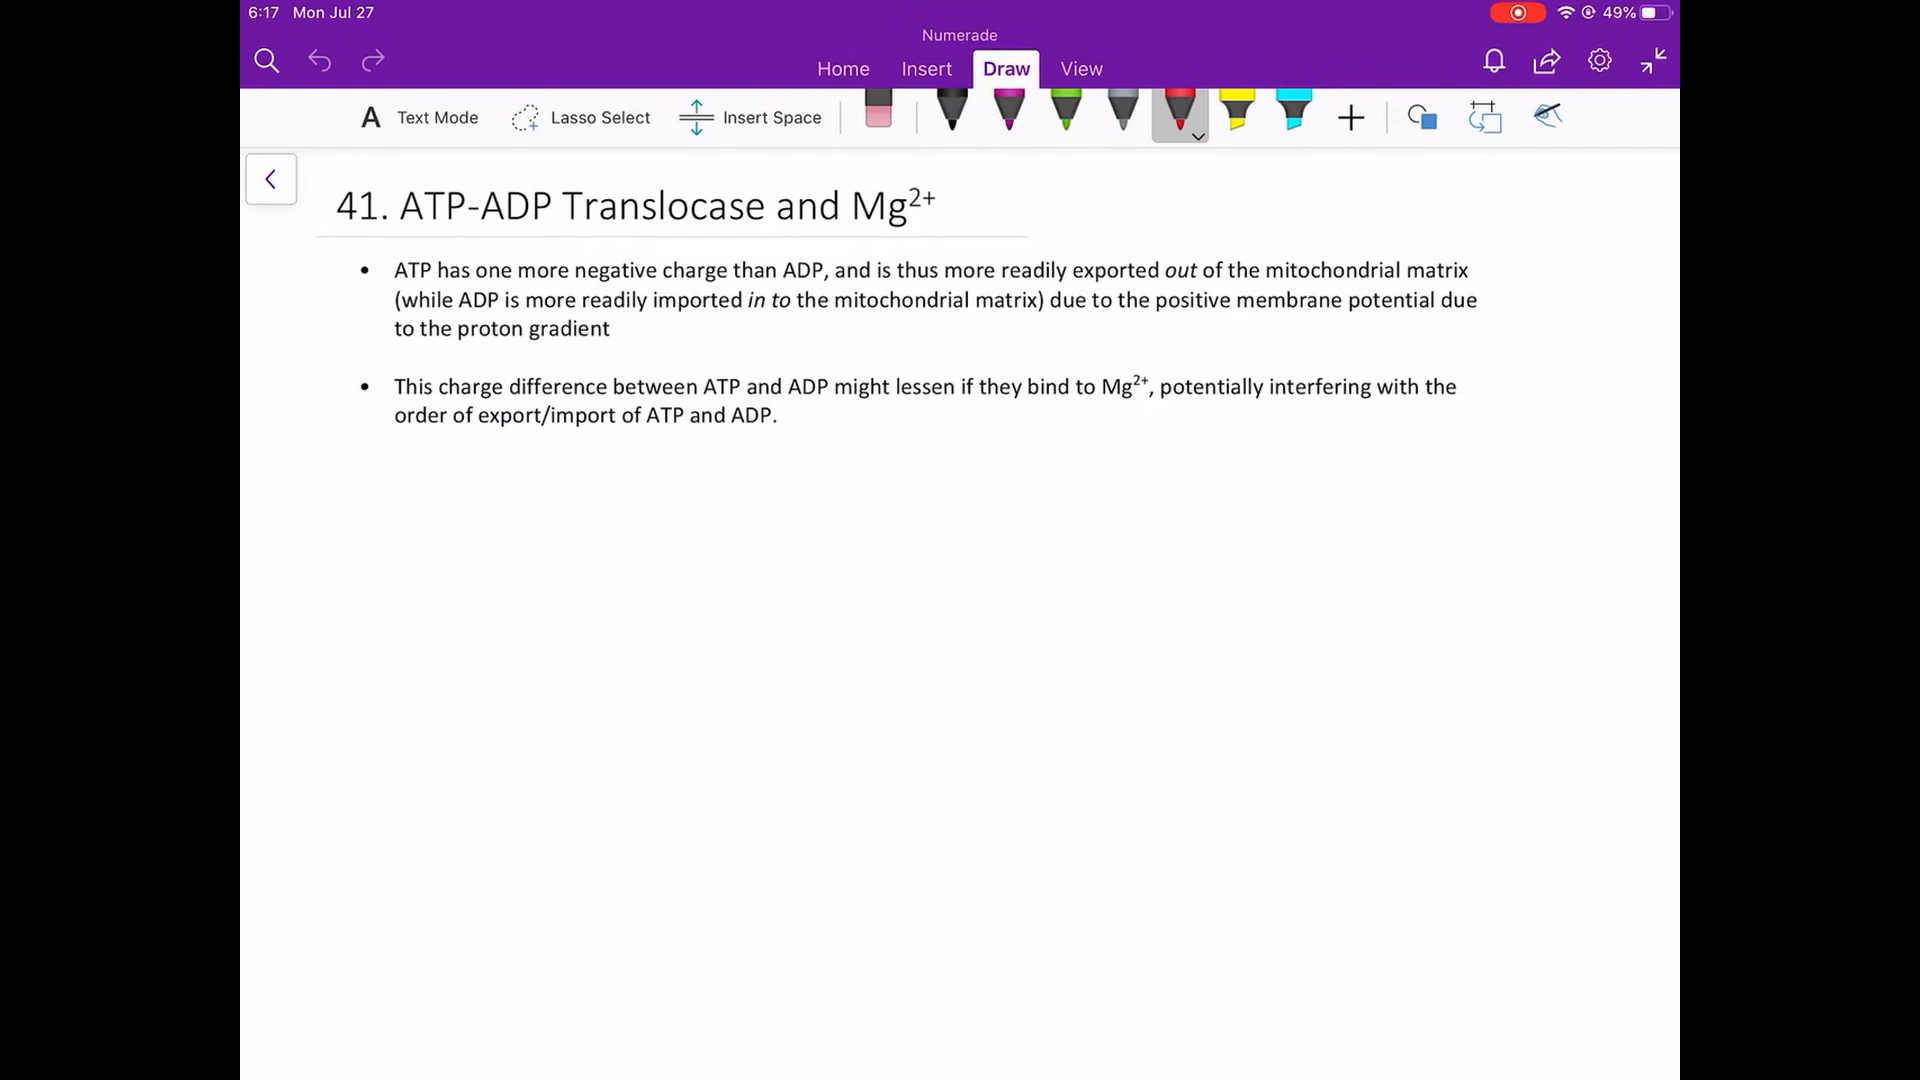 6:17 Mon Jul 27
49%
Numerade
Home Insert Draw View
A Text Mode Lasso Select Insert Space
41. ATP-ADP Translocase and Mg²⁺
• ATP has one more negative charge than ADP, and is thus more readily exported out of the mitochondrial matrix
(while ADP is more readily imported in to the mitochondrial matrix) due to the positive membrane potential due
to the proton gradient
• This charge difference between ATP and ADP might lessen if they bind to Mg²⁺, potentially interfering with the
order of export/import of ATP and ADP.